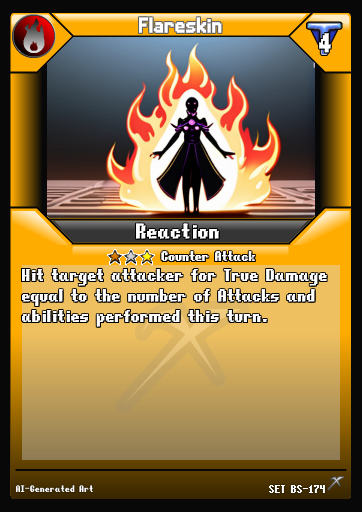 Flareskin
4
Reaction
Counter Attack
Hit target attacker for True Damage
equal to the number of Attacks and
abilities performed this turn.
AI-Generated Art
SET BS-174